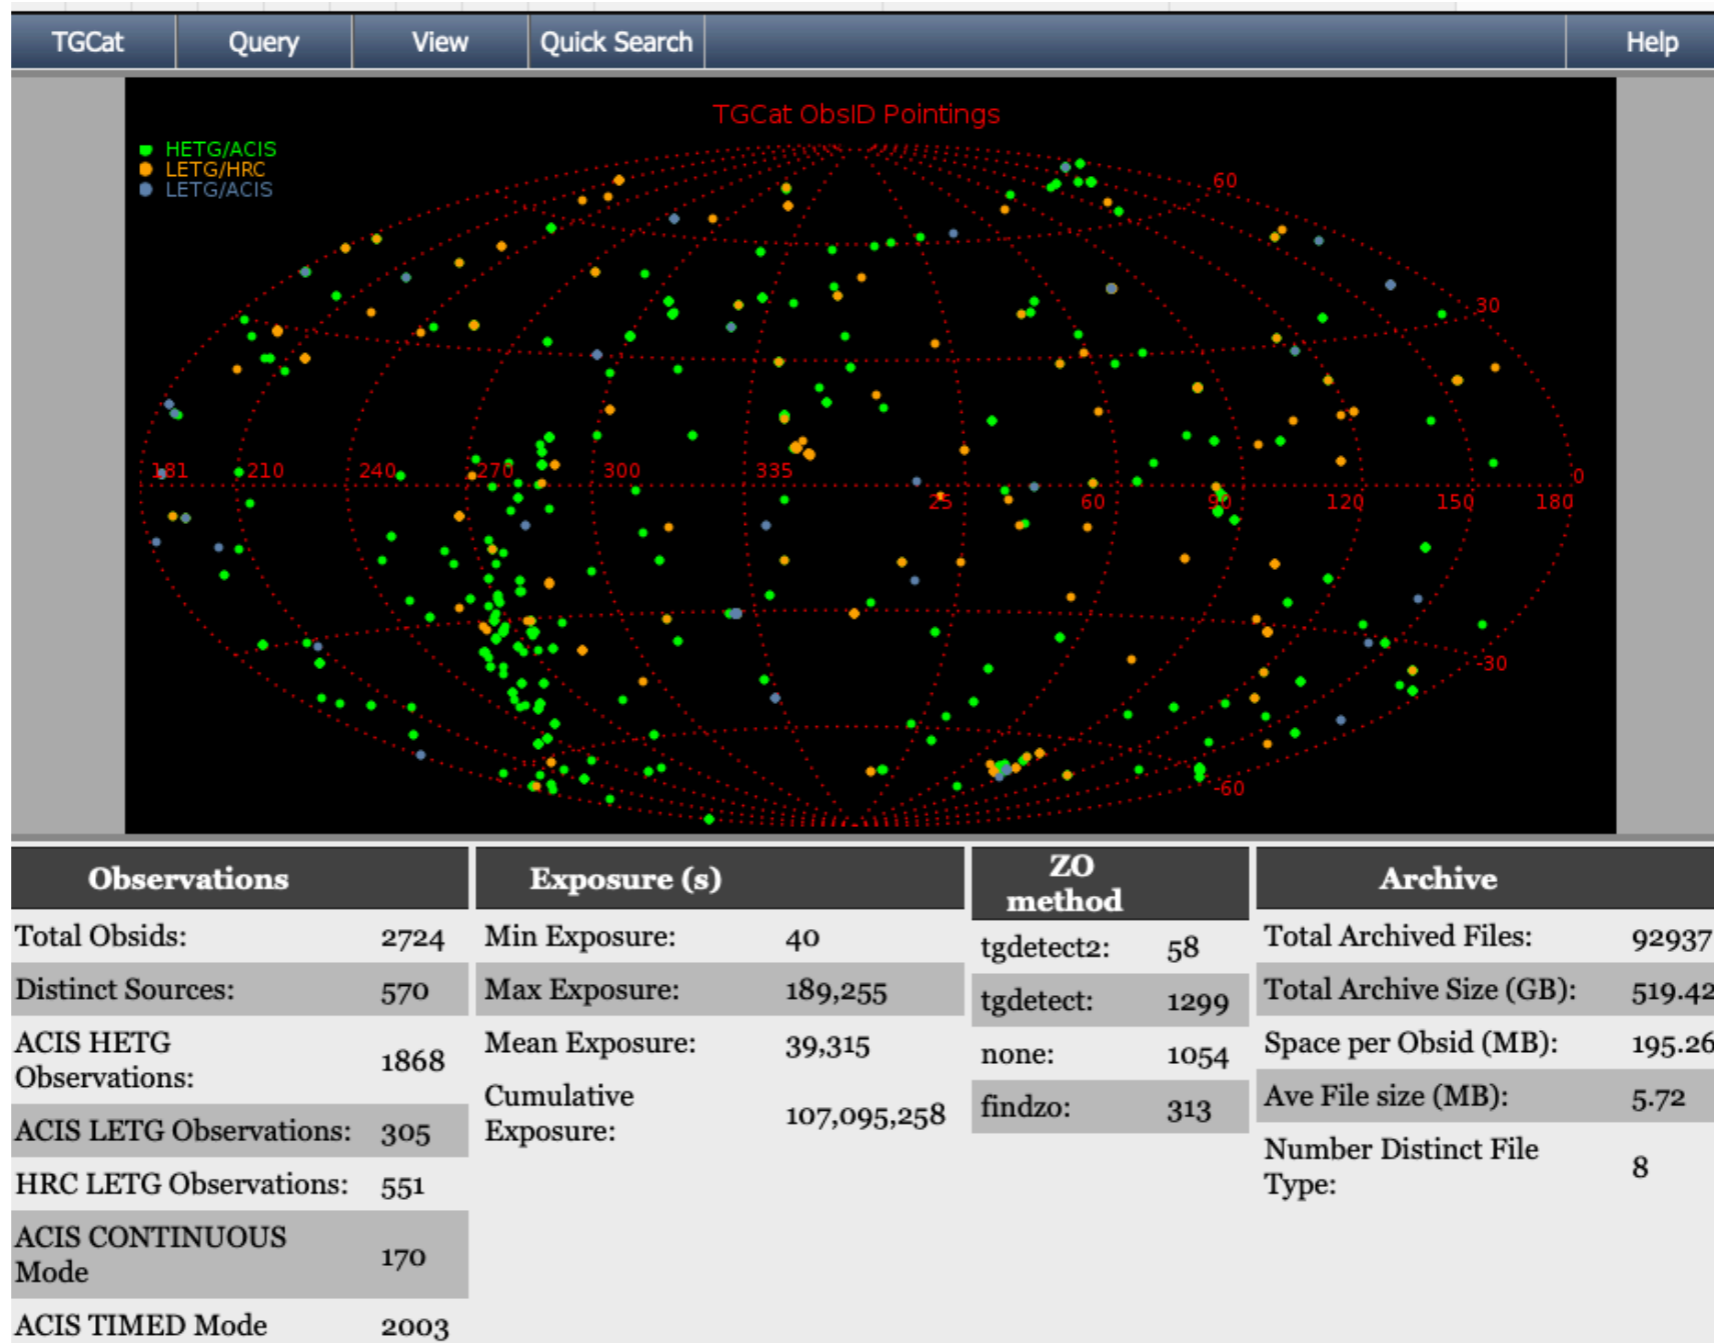 TGCat Query View Quick Search Help
TGCat ObsID Pointings
HETG/ACIS
LETG/HRC
LETG/ACIS
60
30
181 210 240 270 300 335 0
25 60 90 120 150 180
-30
-60
Observations
Total Obsids: 2724
Distinct Sources: 570
ACIS HETG
Observations: 1868
ACIS LETG Observations: 305
HRC LETG Observations: 551
ACIS CONTINUOUS
Mode 170
ACIS TIMED Mode 2003
Exposure (s)
Min Exposure: 40
Max Exposure: 189,255
Mean Exposure: 39,315
Cumulative
Exposure: 107,095,258
ZO
method
tgdetect2: 58
tgdetect: 1299
none: 1054
findzo: 313
Archive
Total Archived Files: 92937
Total Archive Size (GB): 519.42
Space per Obsid (MB): 195.26
Ave File size (MB): 5.72
Number Distinct File
Type: 8